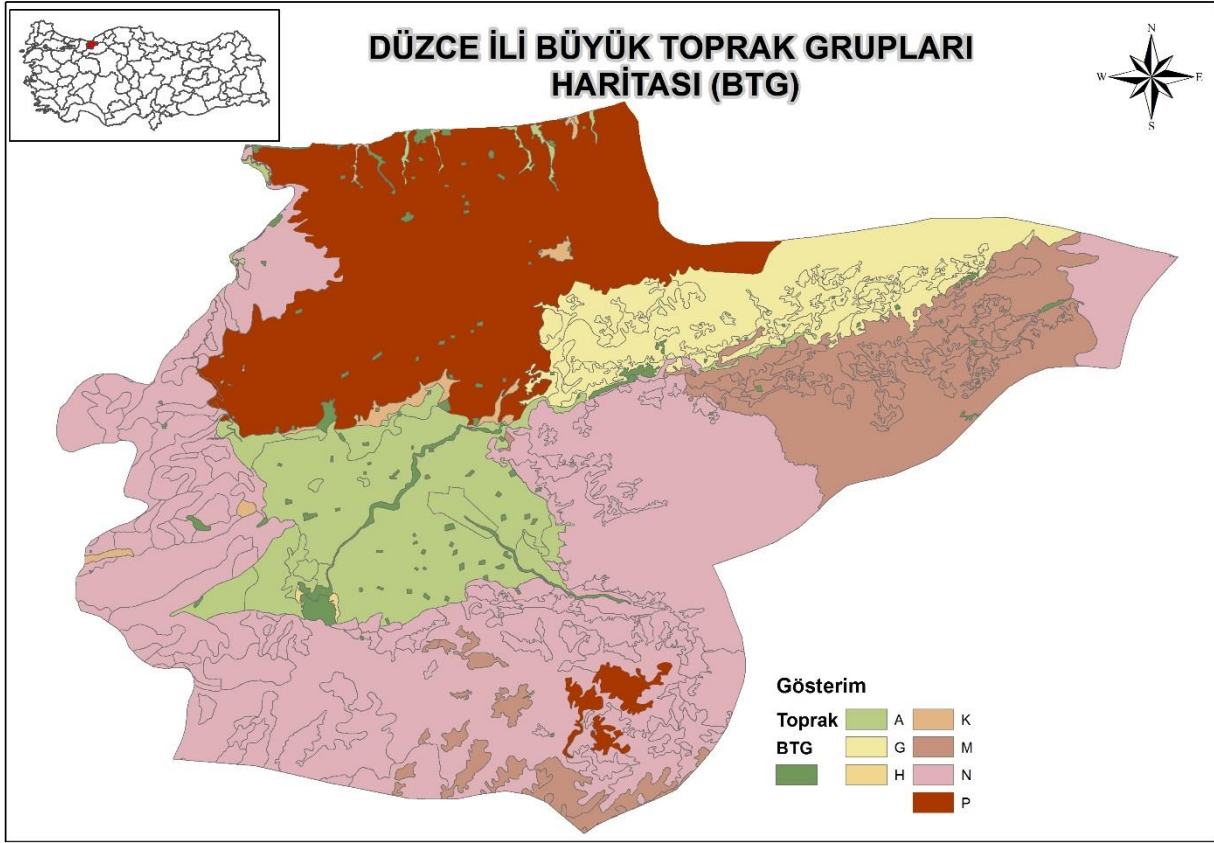 DÜZCE İLİ BÜYÜK TOPRAK GRUPLARI
HARİTASI (BTG)
N
W E
S
Gösterim
Toprak A K
BTG G M
H N
P